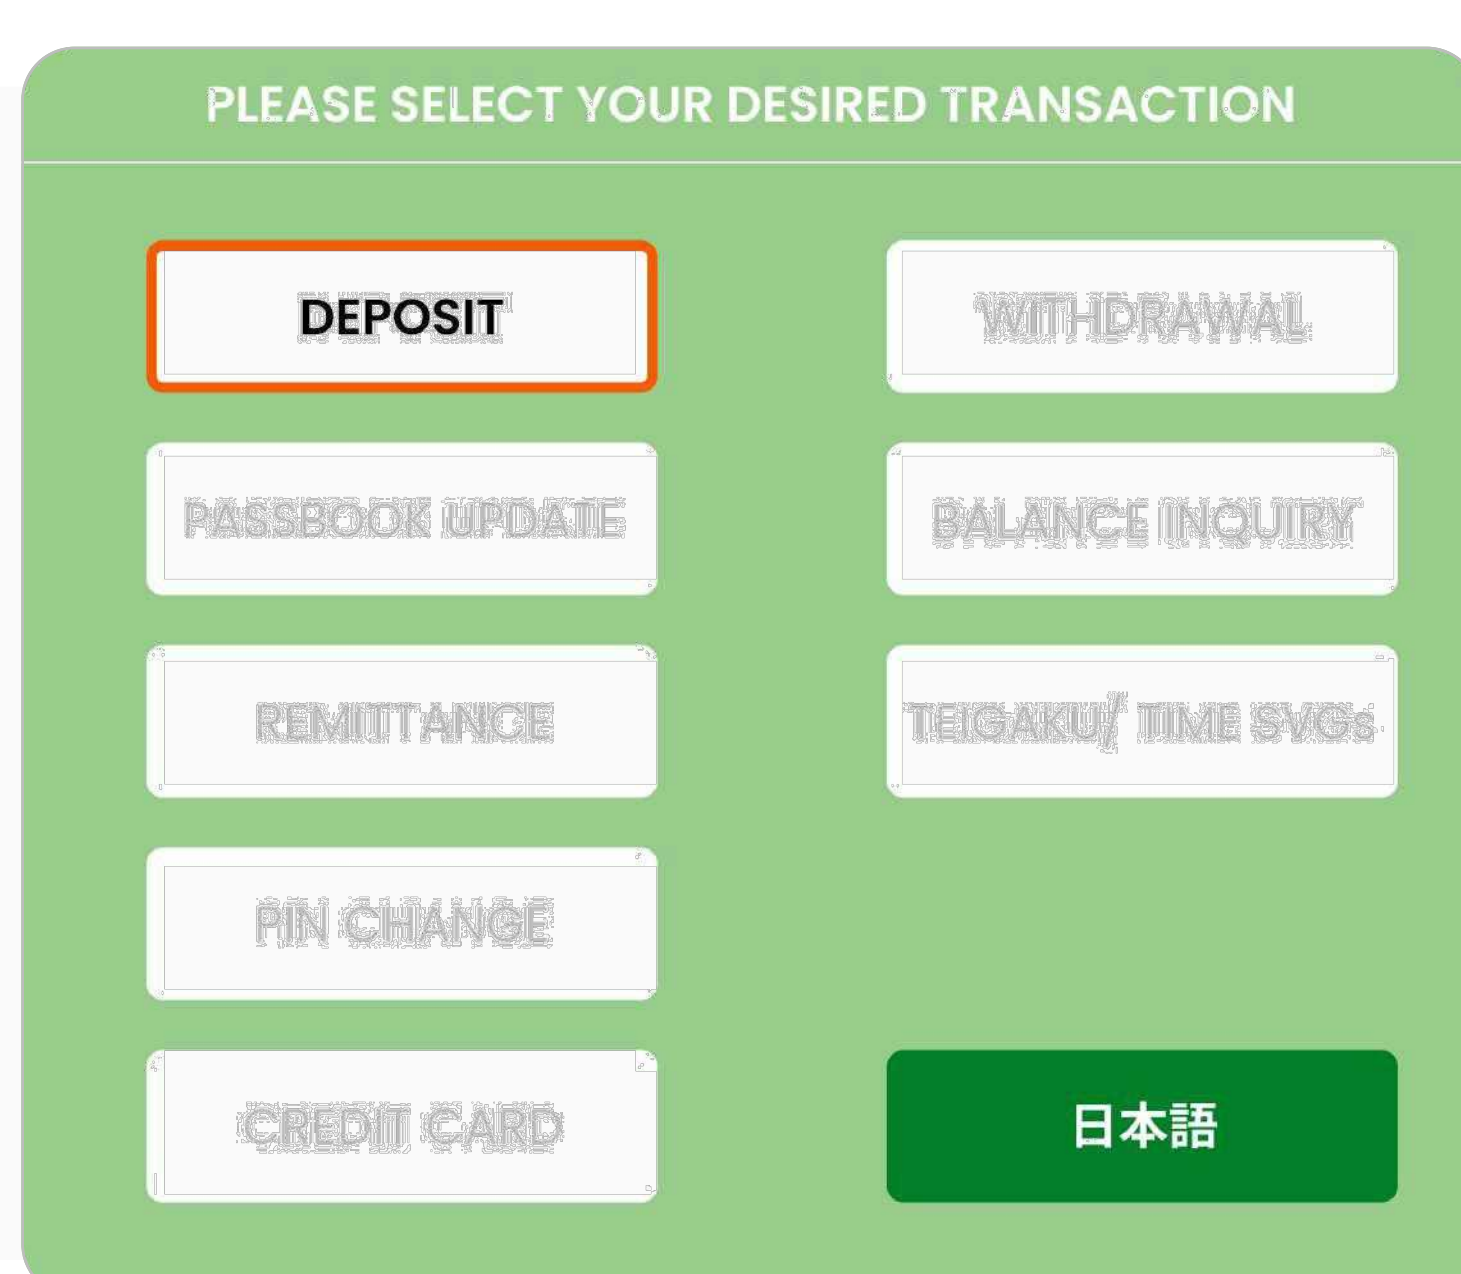 PLEASE SELECT YOUR DESIRED TRANSACTION
DEPOSIT
WITHDRAWAL
PASSBOOK UPDATE
BALANCE INQUIRY
REMITTANCE
TEIGAKU/ TIME SVGs
PIN CHANGE
CREDIT CARD
日本語